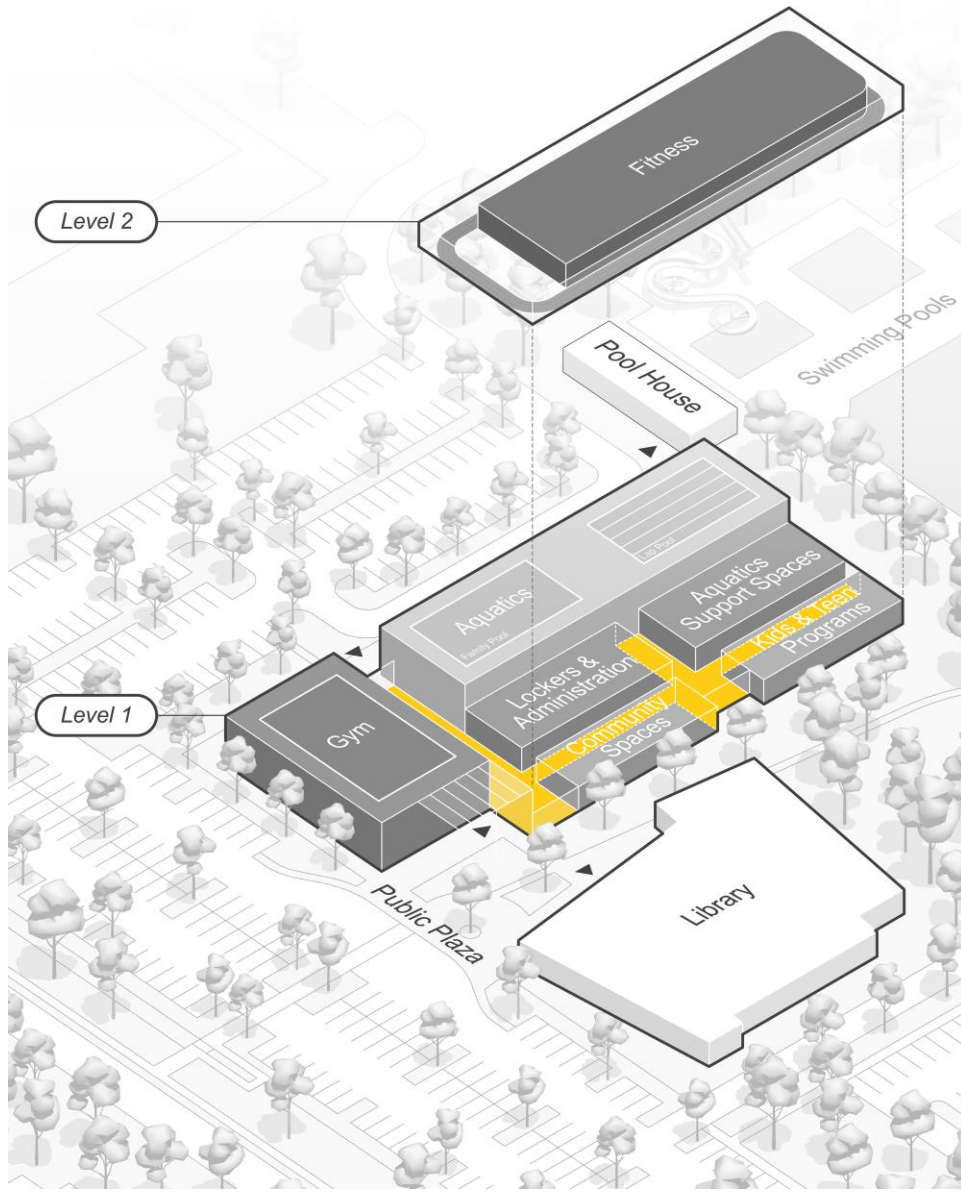 Fitness
Level 2
Swimming Pools
Pool House
Lap Pool
Aquatics
Family Pool
Aquatics
Support Spaces
Kids & Teen
Programs
Lockers &
Administration
Level 1
Gym
Community
Spaces
Public Plaza
Library